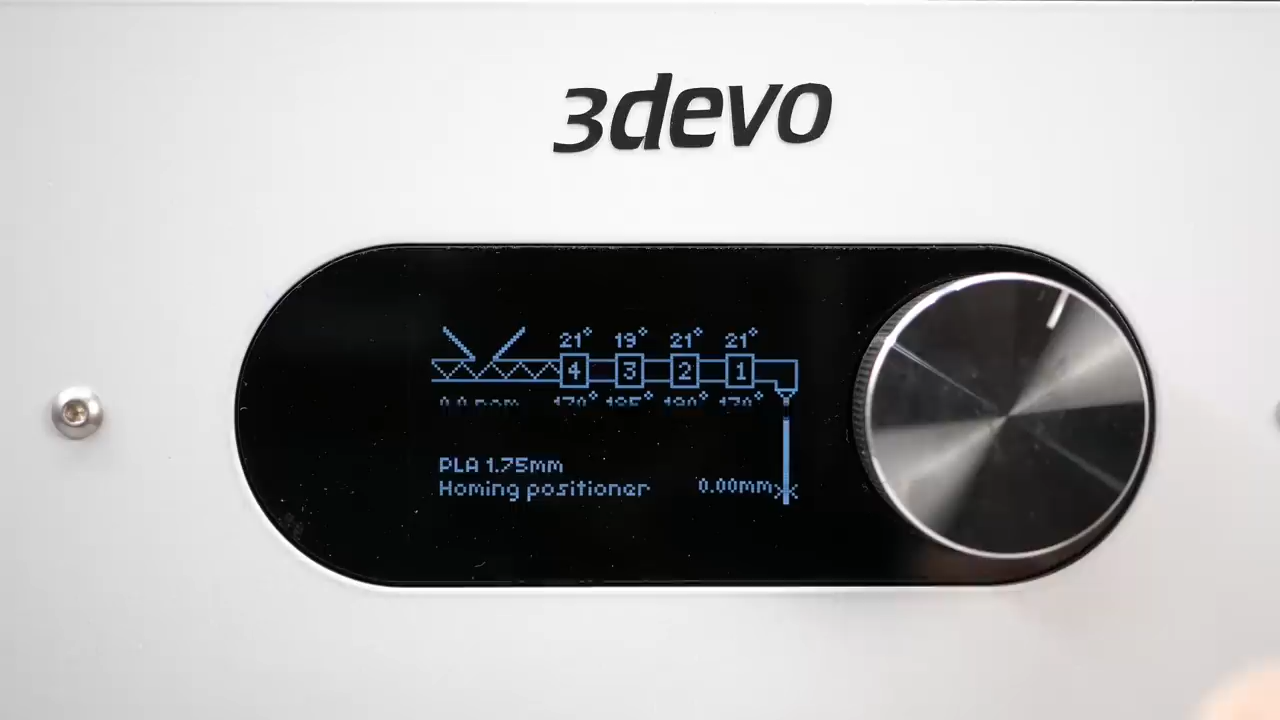 3devo
21° 19° 21° 21°
4 3 2 1
PLA 1.75mm
Homing positioner 0.00mm